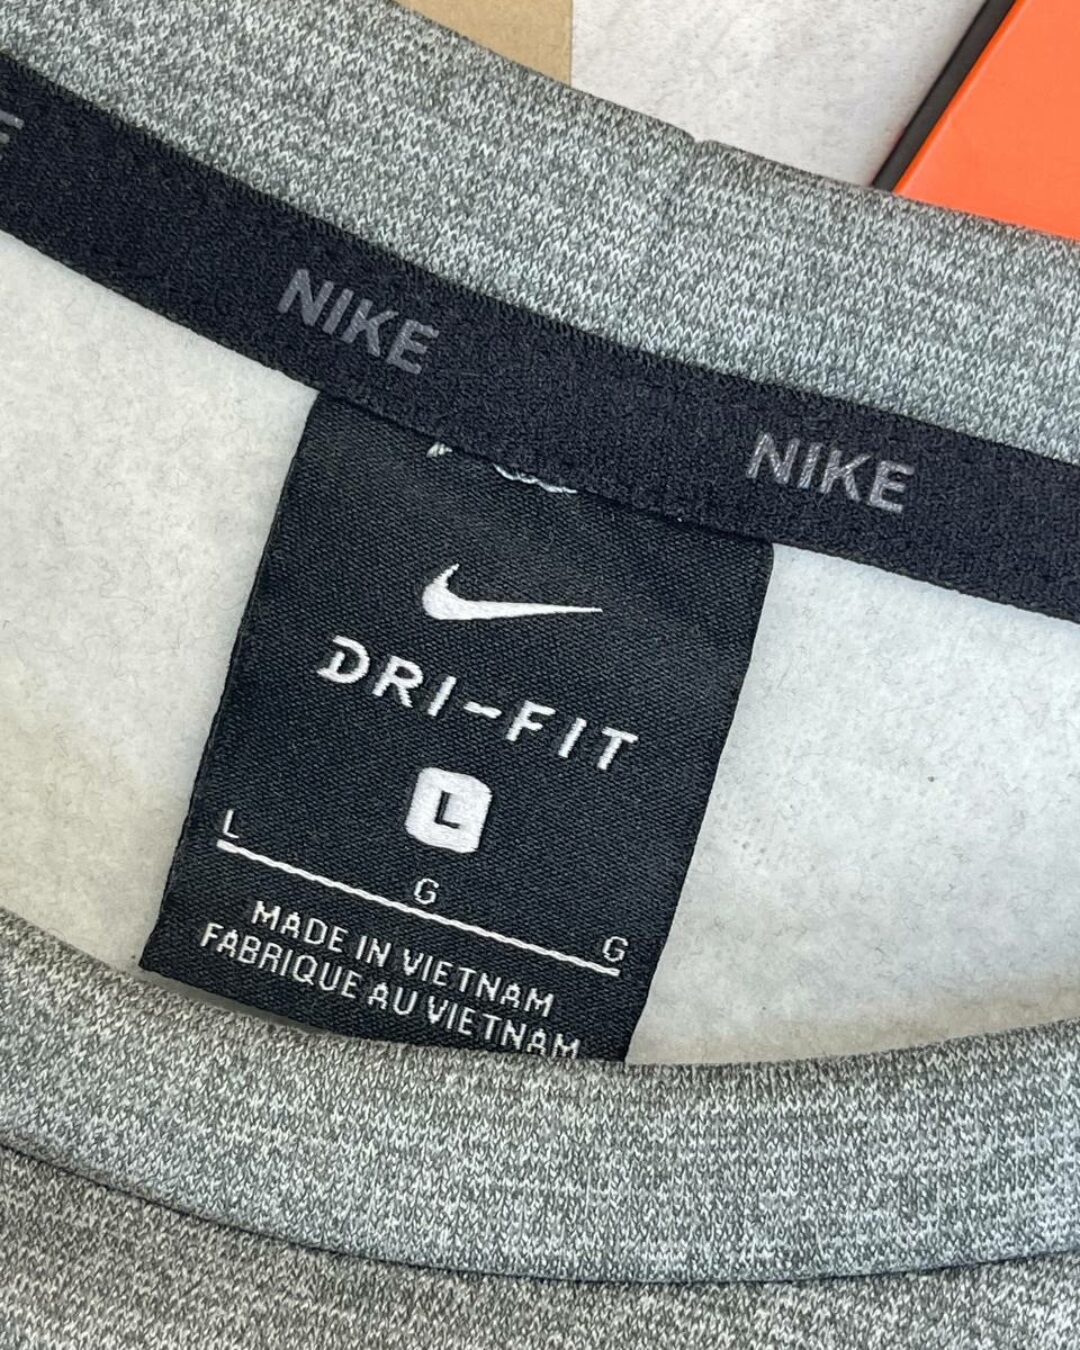 NIKE
NIKE
DRI-FIT
L
L
G
G
MADE IN VIETNAM
FABRIQUE AU VIETNAM